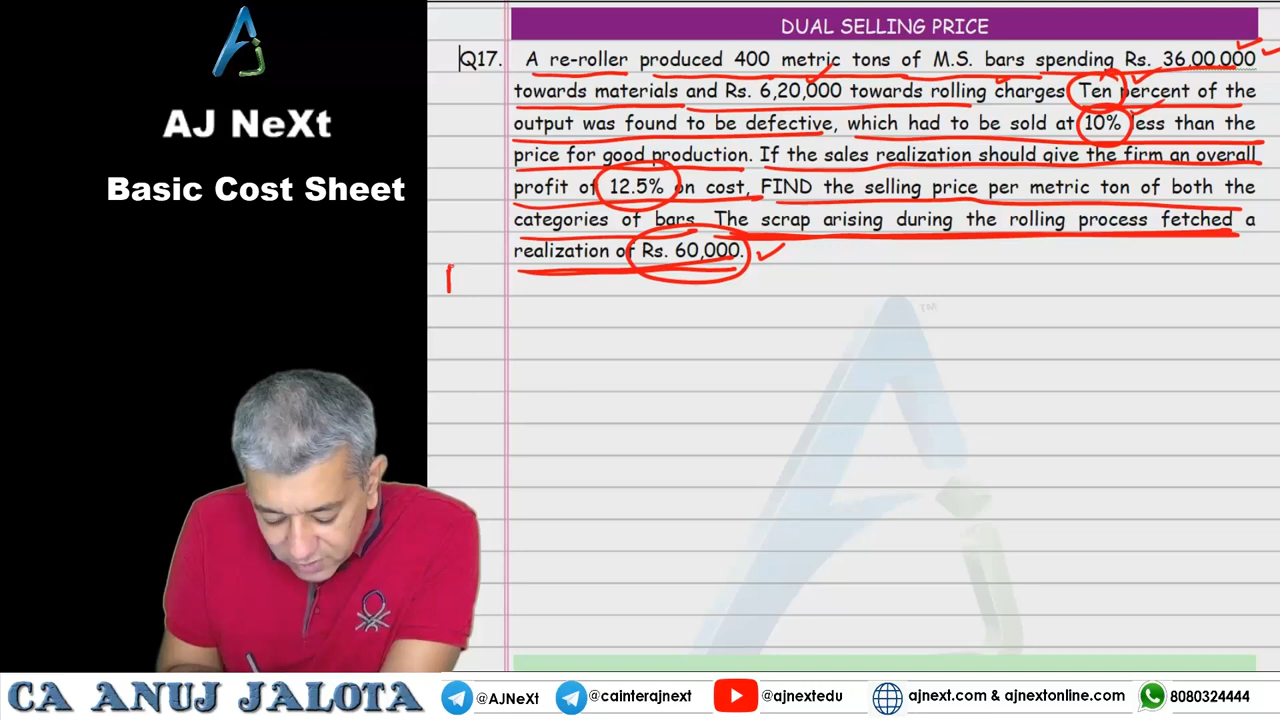 DUAL SELLING PRICE
AJ NeXt
Basic Cost Sheet
Q17. A re-roller produced 400 metric tons of M.S. bars spending Rs. 36,00,000
towards materials and Rs. 6,20,000 towards rolling charges. Ten percent of the
output was found to be defective, which had to be sold at 10% less than the
price for good production. If the sales realization should give the firm an overall
profit of 12.5% on cost, FIND the selling price per metric ton of both the
categories of bars. The scrap arising during the rolling process fetched a
realization of Rs. 60,000.
CA ANUJ JALOTA @AJNeXt @cainterajnext @ajnextedu ajnext.com & ajnextonline.com 8080324444